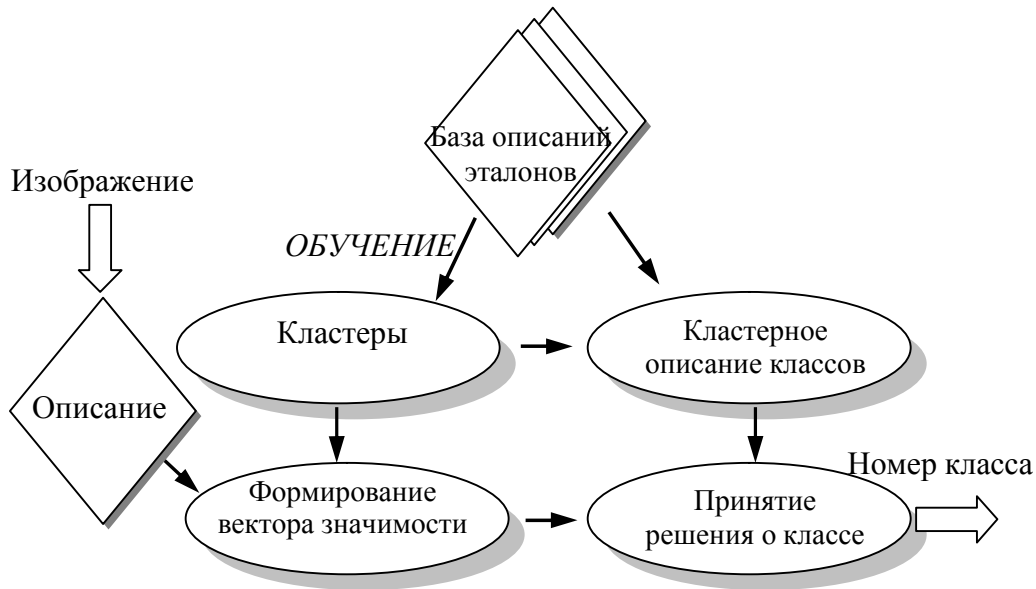 База описаний
эталонов
Изображение
ОБУЧЕНИЕ
Кластеры
Кластерное
описание классов
Описание
Номер класса
Формирование
вектора значимости
Принятие
решения о классе